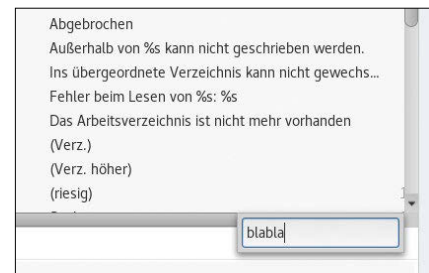 Abgebrochen
Außerhalb von %s kann nicht geschrieben werden.
Ins übergeordnete Verzeichnis kann nicht gewechs...
Fehler beim Lesen von %s: %s
Das Arbeitsverzeichnis ist nicht mehr vorhanden
(Verz.)
(Verz. höher)
(riesig)
blabla